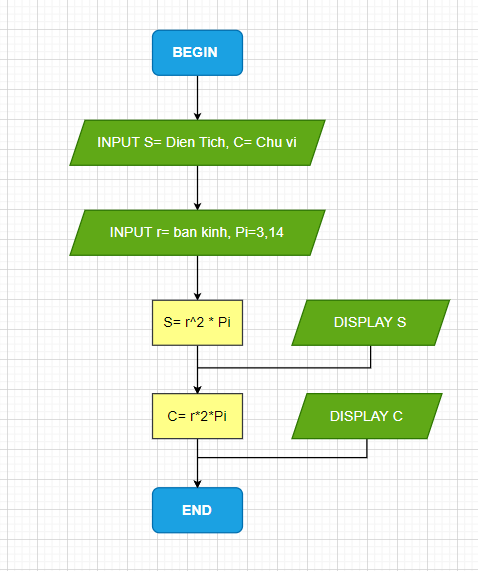 BEGIN
INPUT S= Dien Tich, C= Chu vi
INPUT r= ban kinh, Pi=3,14
S= r^2 * Pi
DISPLAY S
C= r*2*Pi
DISPLAY C
END